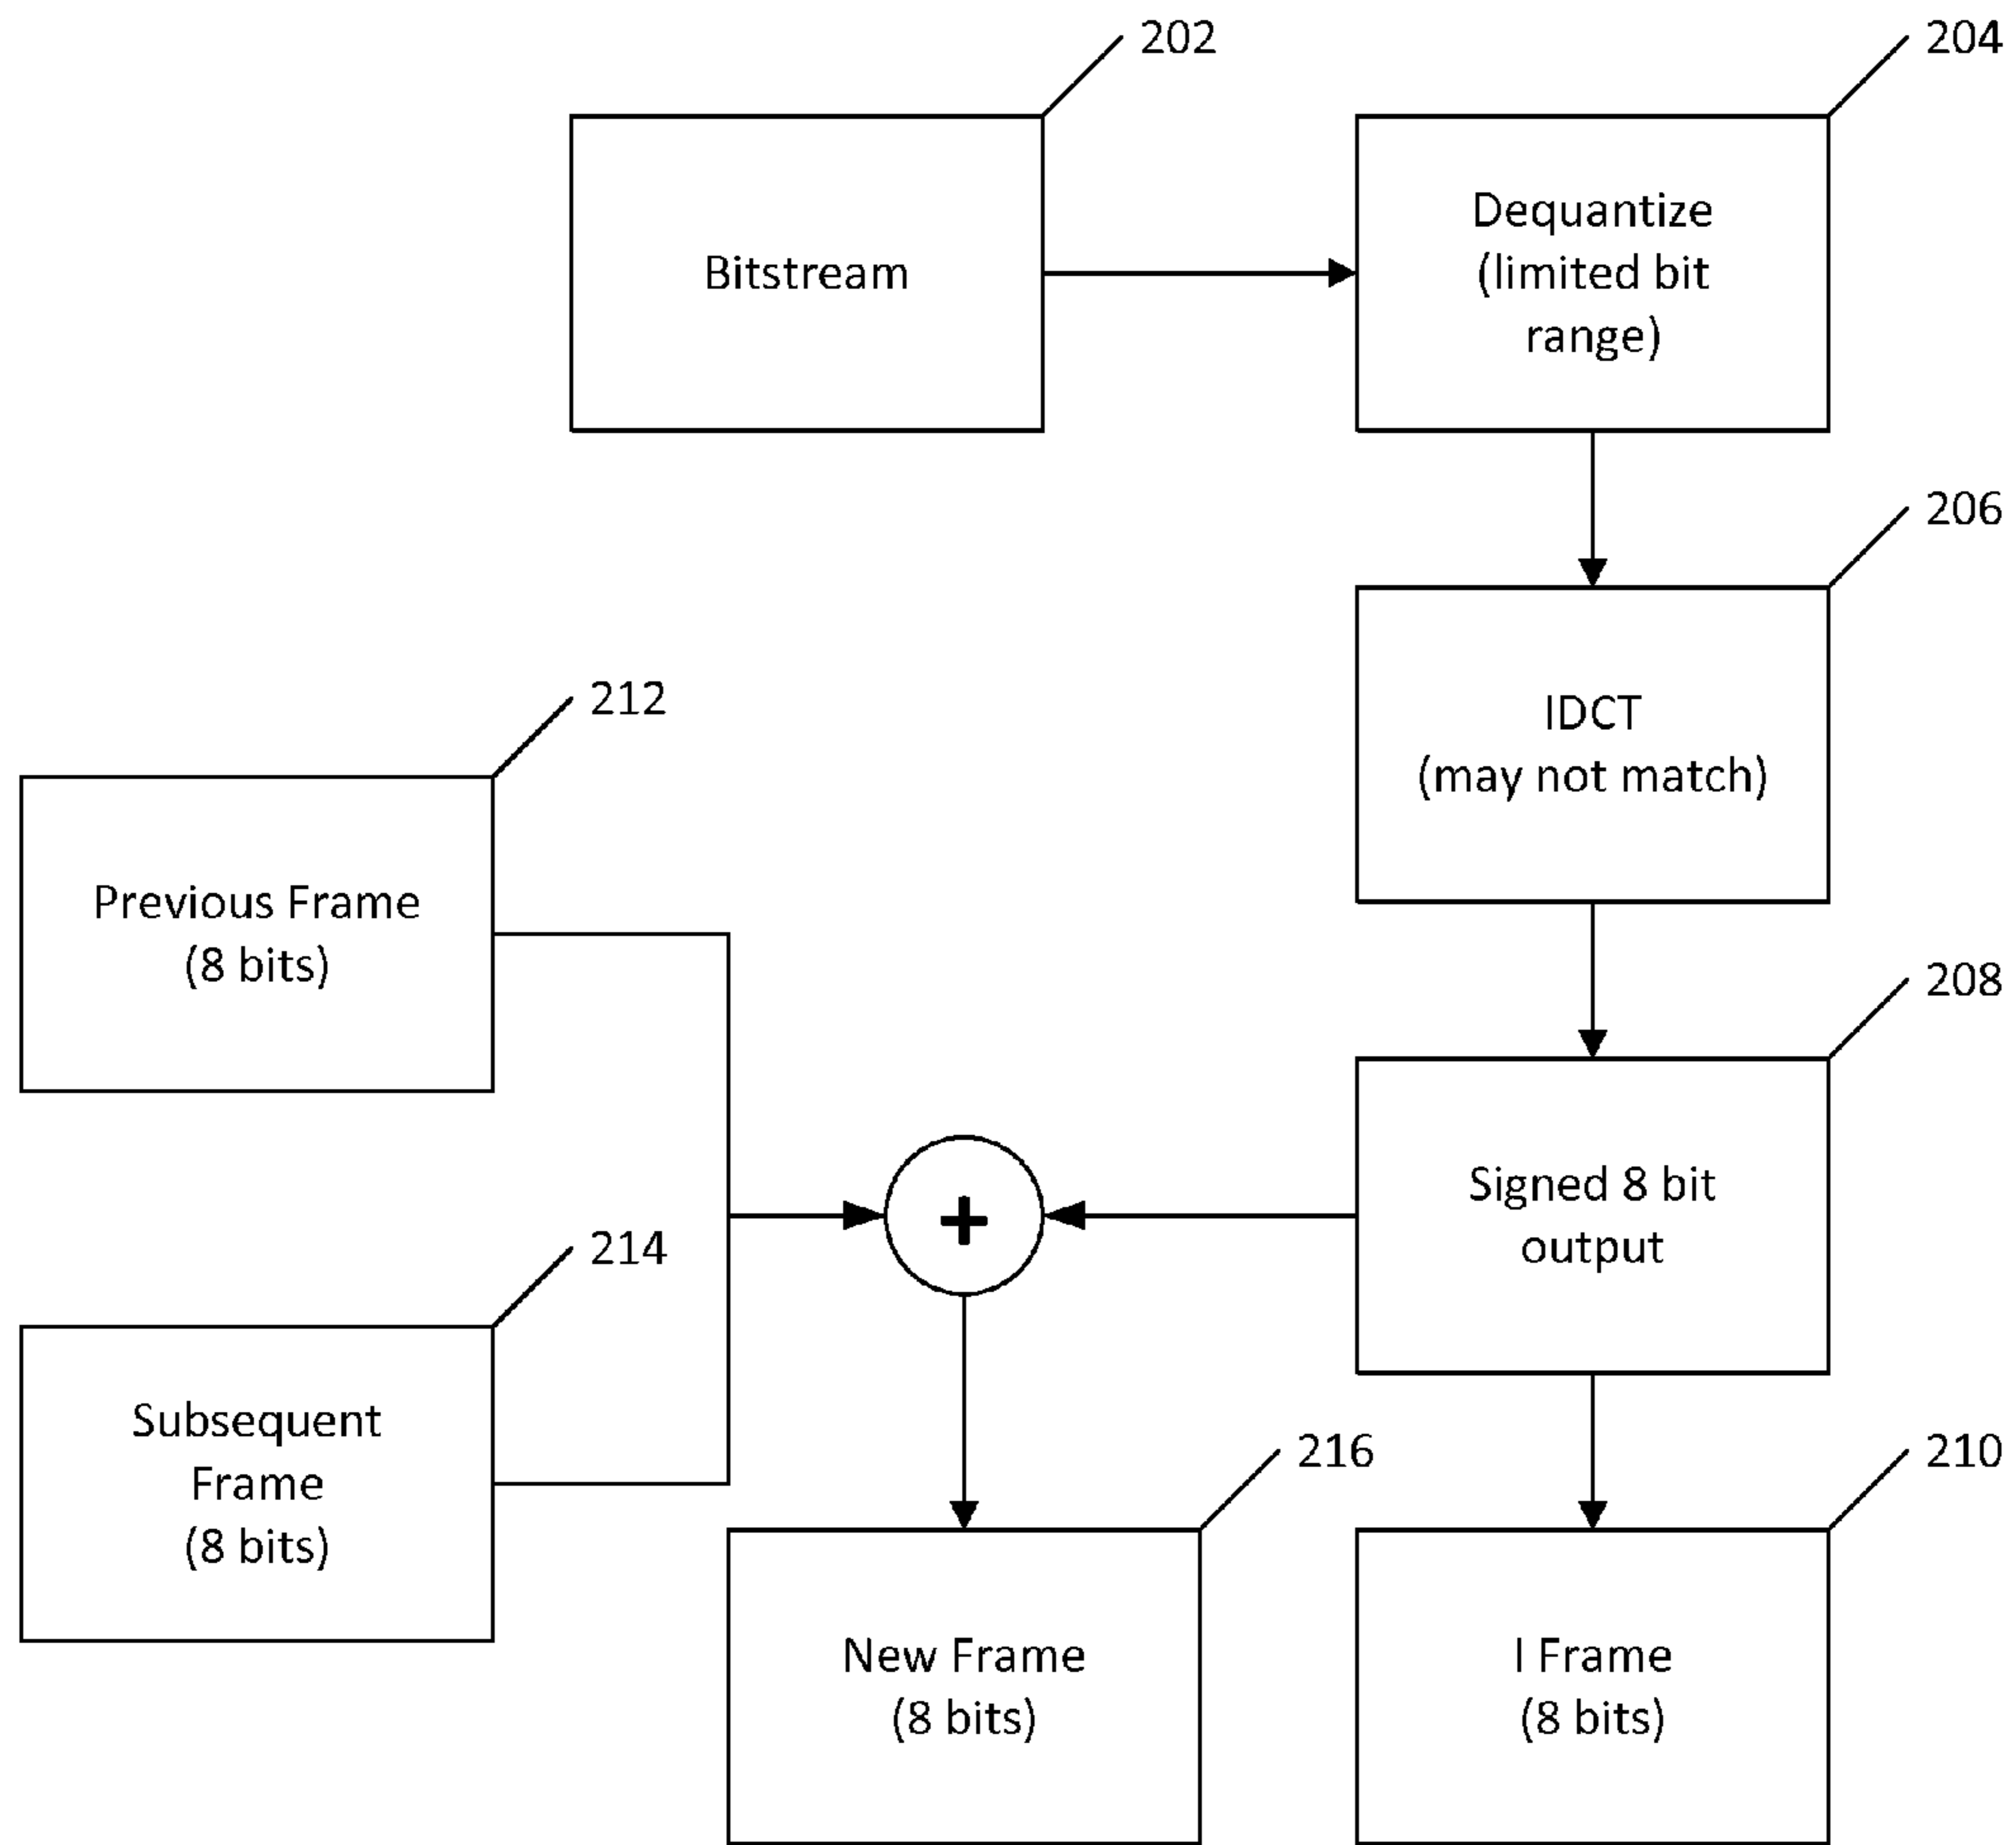 202
204
Bitstream
Dequantize
(limited bit
range)
206
IDCT
(may not match)
212
Previous Frame
(8 bits)
208
Signed 8 bit
output
+
214
Subsequent
Frame
(8 bits)
216
New Frame
(8 bits)
210
I Frame
(8 bits)